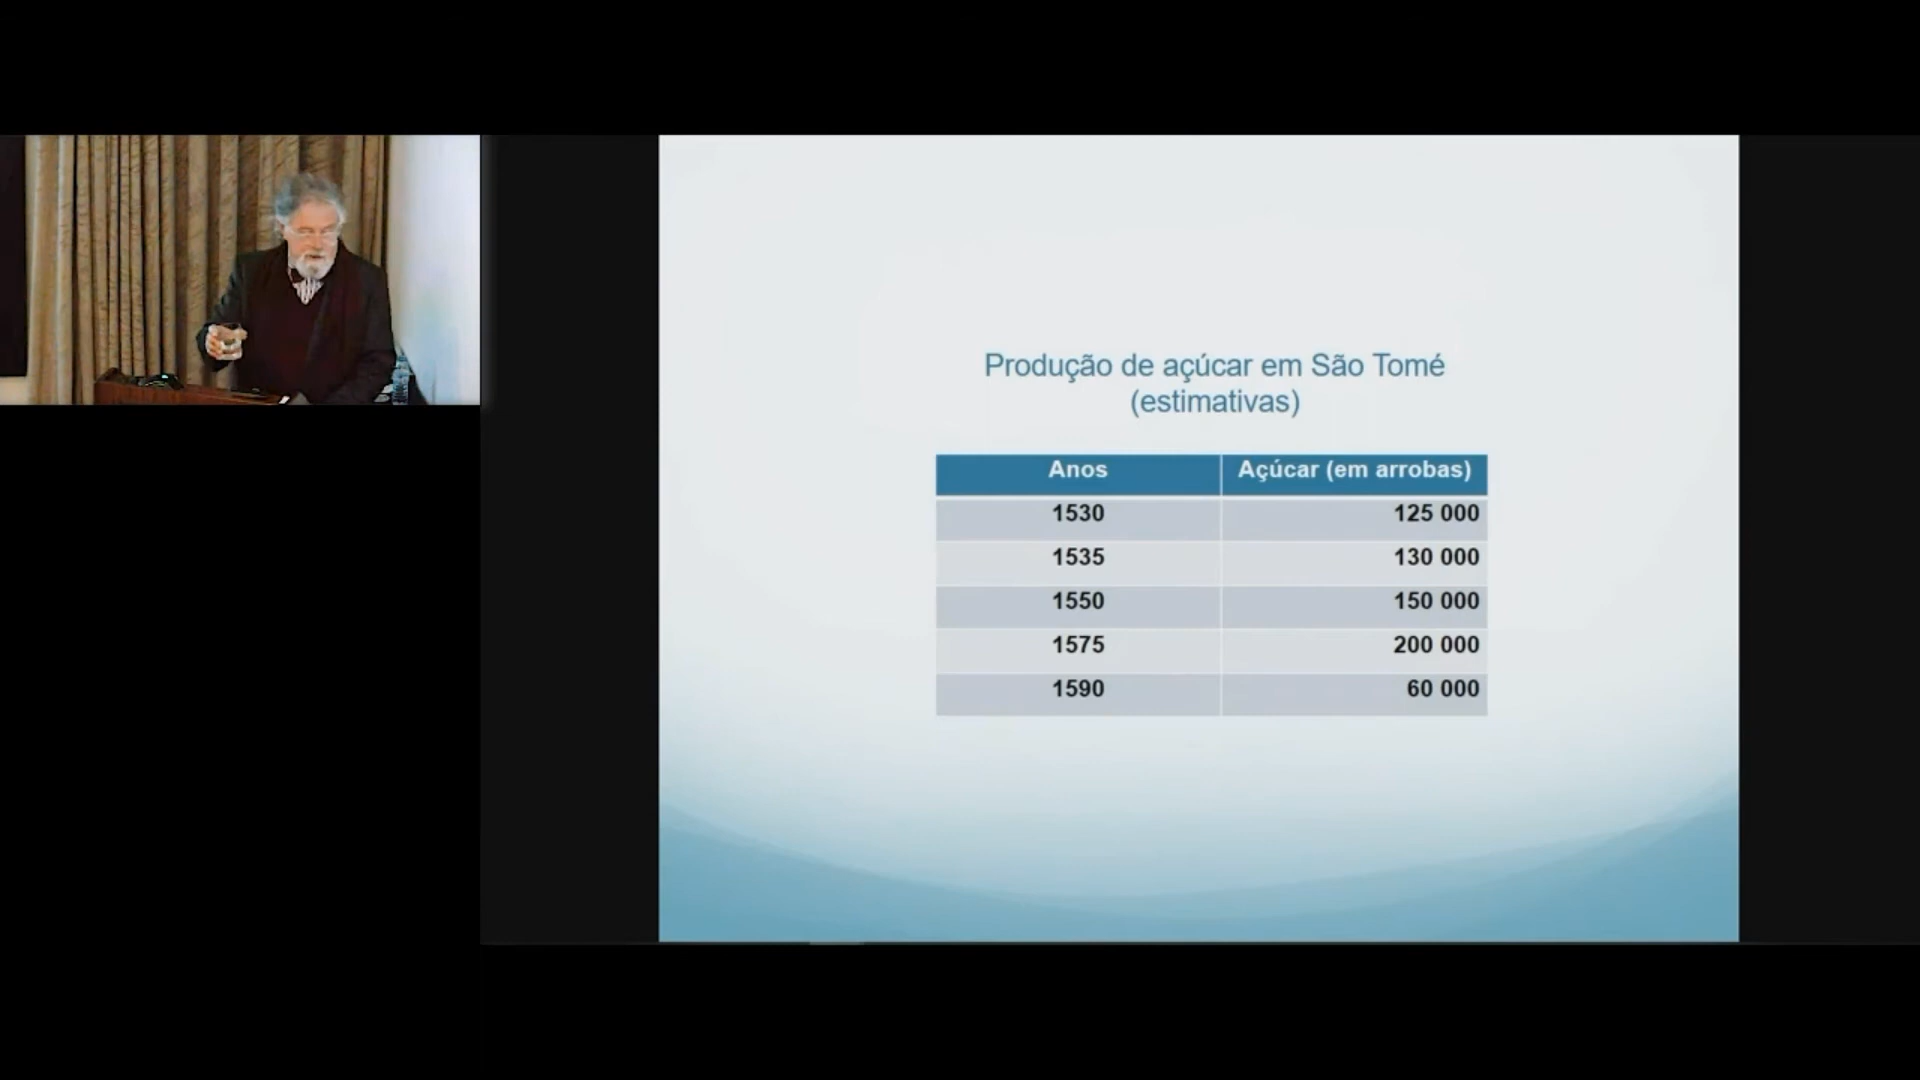 Produção de açúcar em São Tomé
(estimativas)
Anos Açúcar (em arrobas)
1530 125 000
1535 130 000
1550 150 000
1575 200 000
1590 60 000